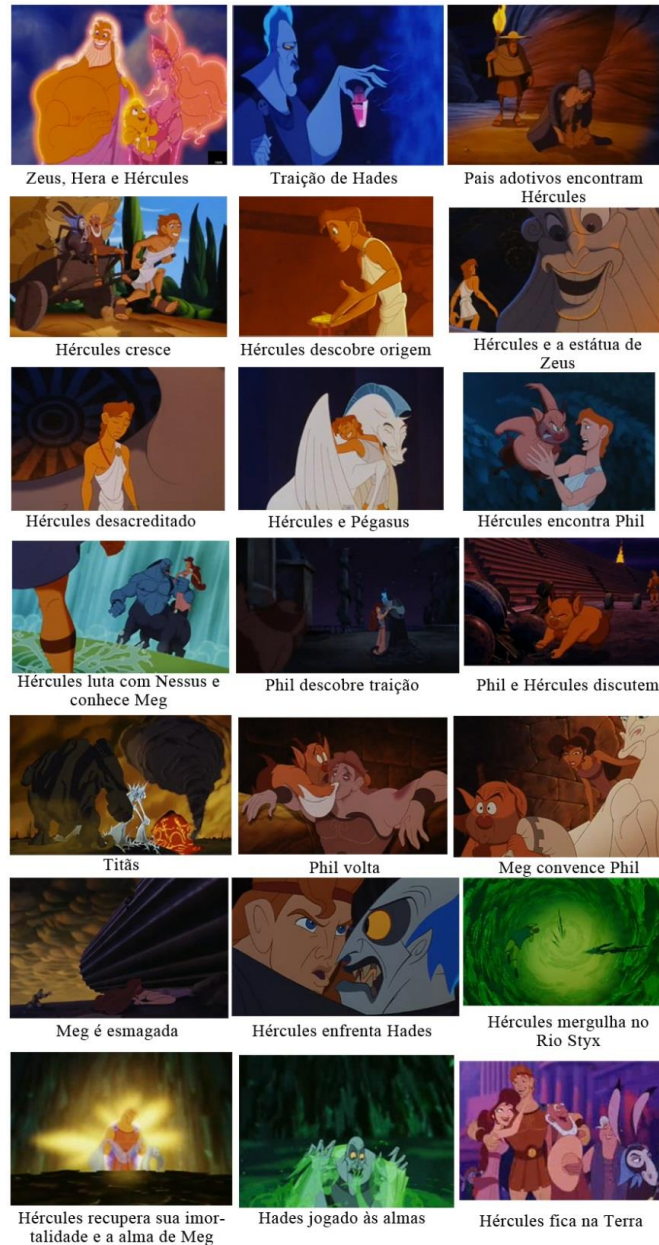 Zeus, Hera e Hércules
Traição de Hades
Pais adotivos encontram
Hércules
Hércules cresce
Hércules descobre origem
Hércules e a estátua de
Zeus
Hércules desacreditado
Hércules e Pégasus
Hércules encontra Phil
Hércules luta com Nessus e
conhece Meg
Phil descobre traição
Phil e Hércules discutem
Titãs
Phil volta
Meg convence Phil
Meg é esmagada
Hércules enfrenta Hades
Hércules mergulha no
Rio Styx
Hércules recupera sua imor-
talidade e a alma de Meg
Hades jogado às almas
Hércules fica na Terra